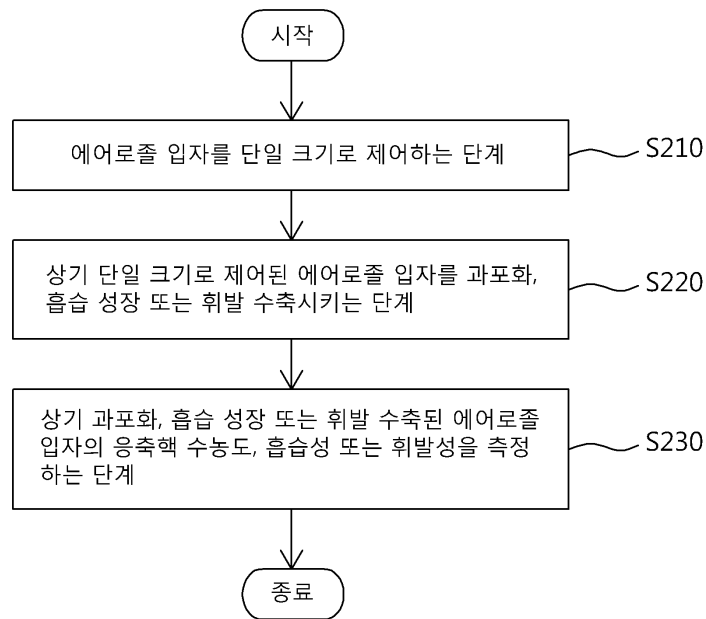 시작
에어로졸 입자를 단일 크기로 제어하는 단계
S210
상기 단일 크기로 제어된 에어로졸 입자를 과포화,
흡습 성장 또는 휘발 수축시키는 단계
S220
상기 과포화, 흡습 성장 또는 휘발 수축된 에어로졸
입자의 응축핵 수농도, 흡습성 또는 휘발성을 측정
하는 단계
S230
종료